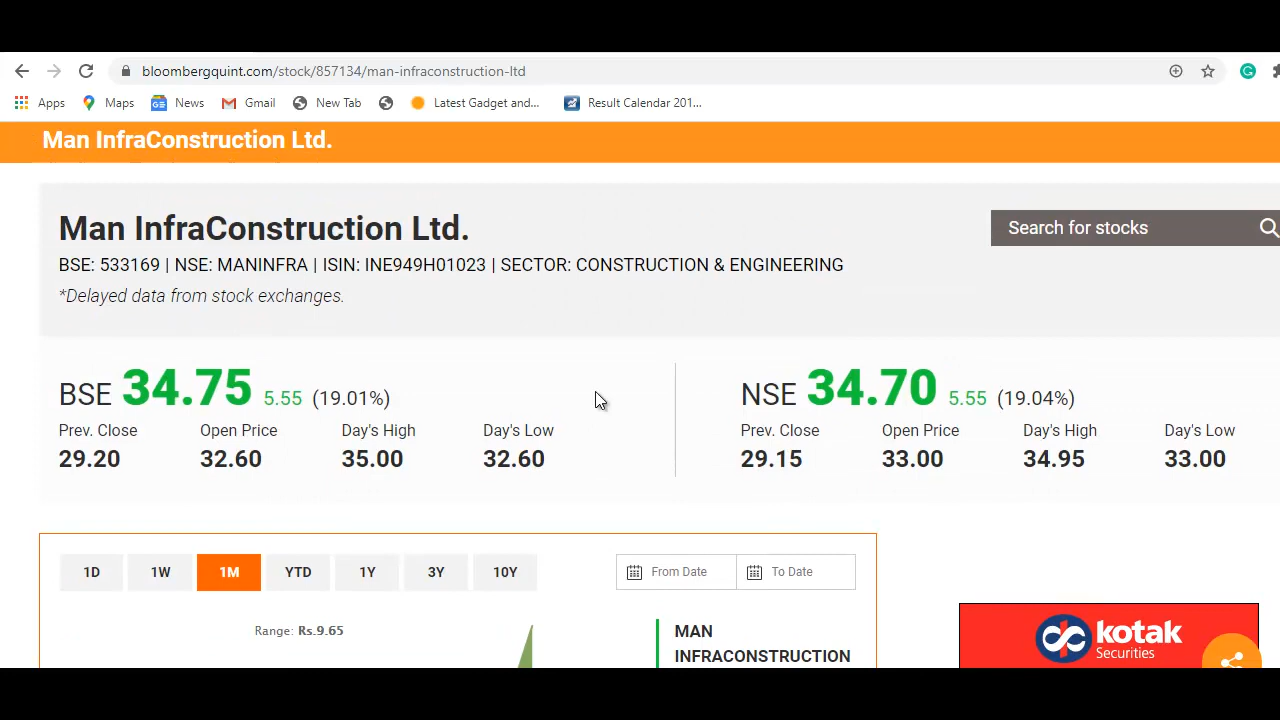 bloombergquint.com/stock/857134/man-infraconstruction-ltd
Apps Maps News Gmail New Tab Latest Gadget and... Result Calendar 201...
Man InfraConstruction Ltd.
Man InfraConstruction Ltd.
Search for stocks
BSE: 533169 | NSE: MANINFRA | ISIN: INE949H01023 | SECTOR: CONSTRUCTION & ENGINEERING
*Delayed data from stock exchanges.
BSE 34.75 5.55 (19.01%) NSE 34.70 5.55 (19.04%)
Prev. Close Open Price Day's High Day's Low Prev. Close Open Price Day's High Day's Low
29.20 32.60 35.00 32.60 29.15 33.00 34.95 33.00
1D 1W 1M YTD 1Y 3Y 10Y From Date To Date
Range: Rs.9.65
MAN
INFRACONSTRUCTION
kotak
Securities